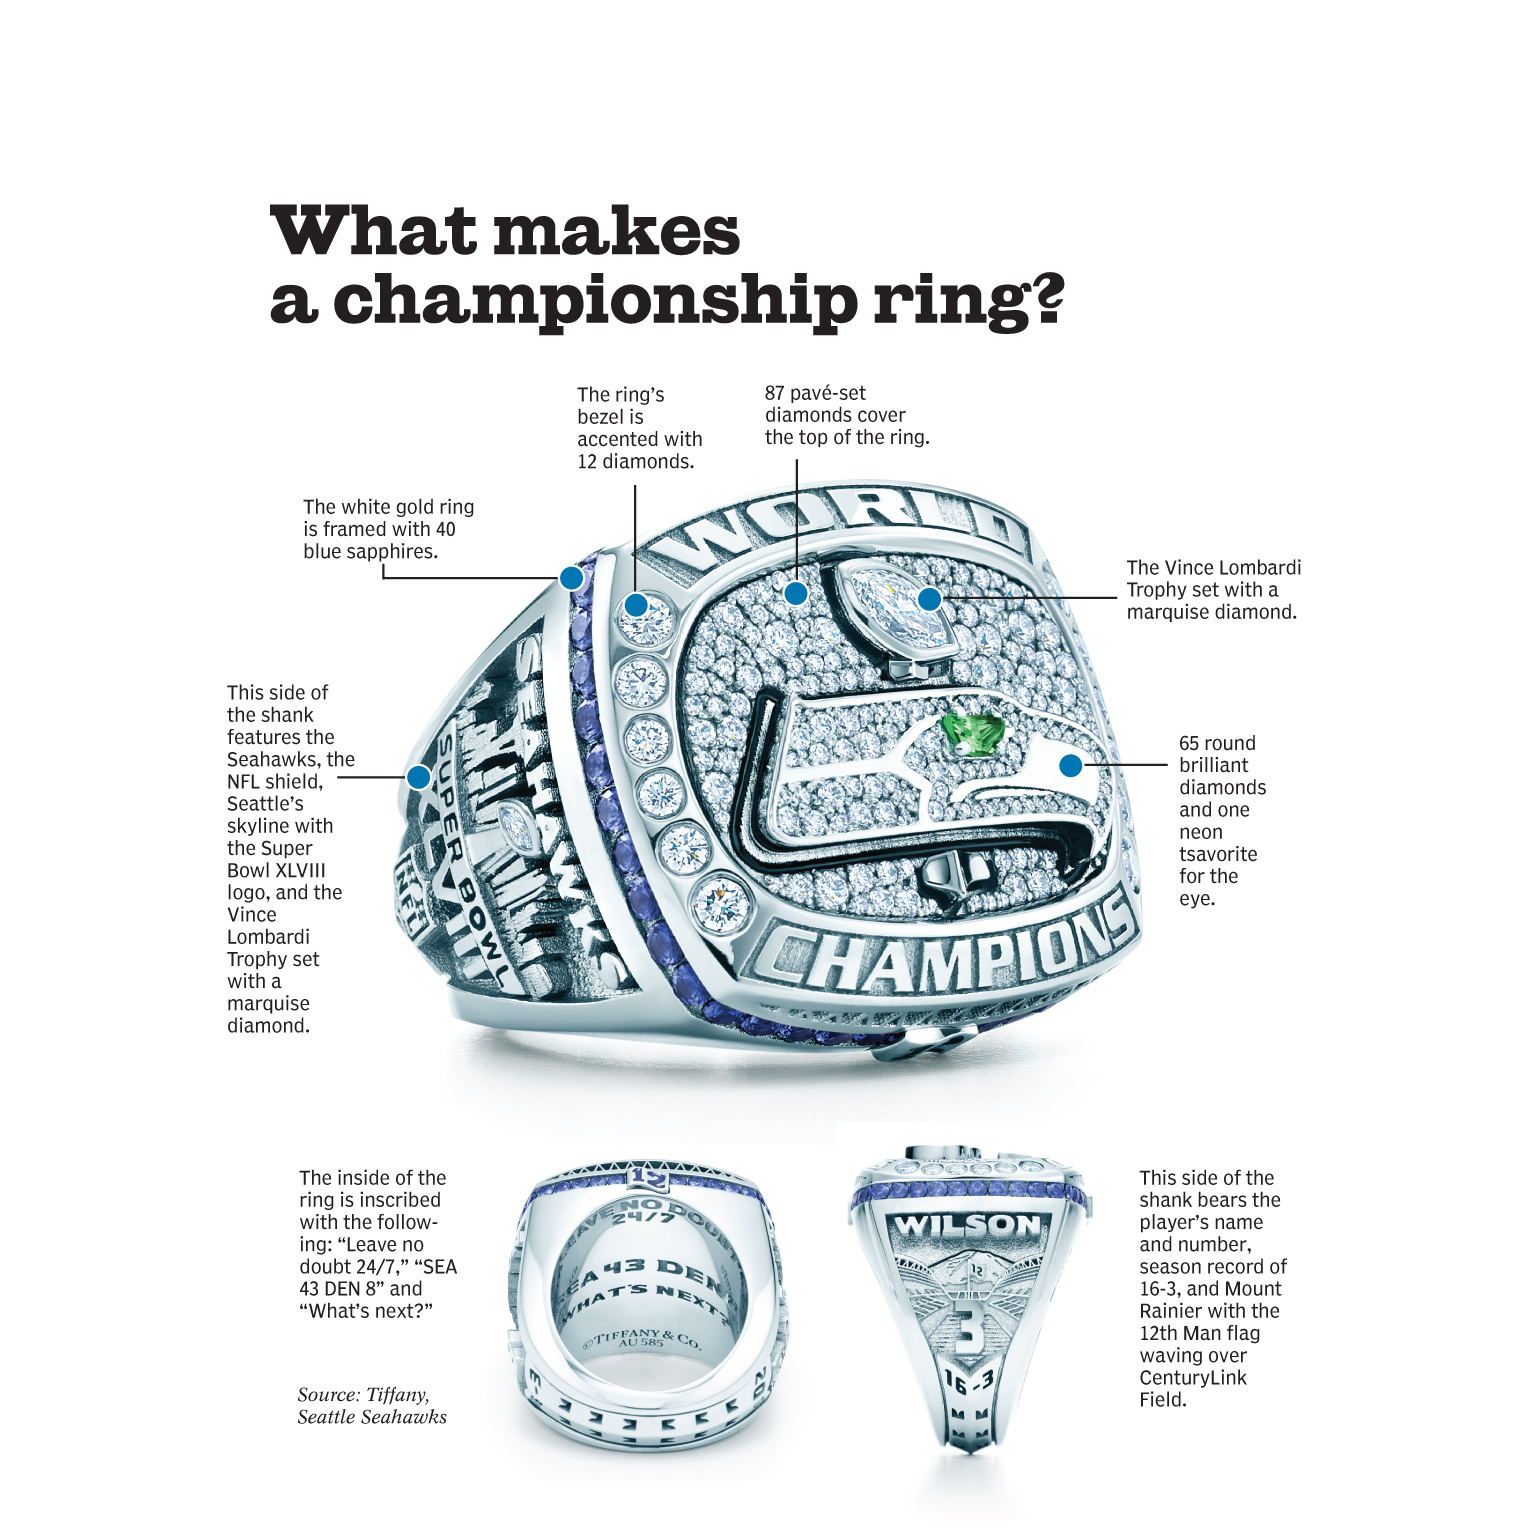 What makes
a championship ring?
The ring’s
bezel is
accented with
12 diamonds.
87 pavé-set
diamonds cover
the top of the ring.
The white gold ring
is framed with 40
blue sapphires.
The Vince Lombardi
Trophy set with a
marquise diamond.
This side of
the shank
features the
Seahawks, the
NFL shield,
Seattle’s
skyline with
the Super
Bowl XLVIII
logo, and the
Vince
Lombardi
Trophy set
with a
marquise
diamond.
65 round
brilliant
diamonds
and one
neon
tsavorite
for the
eye.
WORLD
CHAMPIONS
SEAHAWKS
SUPER BOWL
XLVIII
NFL
The inside of the
ring is inscribed
with the follow-
ing: “Leave no
doubt 24/7,” “SEA
43 DEN 8” and
“What’s next?”
Source: Tiffany,
Seattle Seahawks
12
LEAVE NO DOUBT
24/7
SEA 43 DEN
WHAT'S NEXT?
©TIFFANY & CO.
AU 585
WILSON
12
3
16-3
This side of the
shank bears the
player’s name
and number,
season record of
16-3, and Mount
Rainier with the
12th Man flag
waving over
CenturyLink
Field.